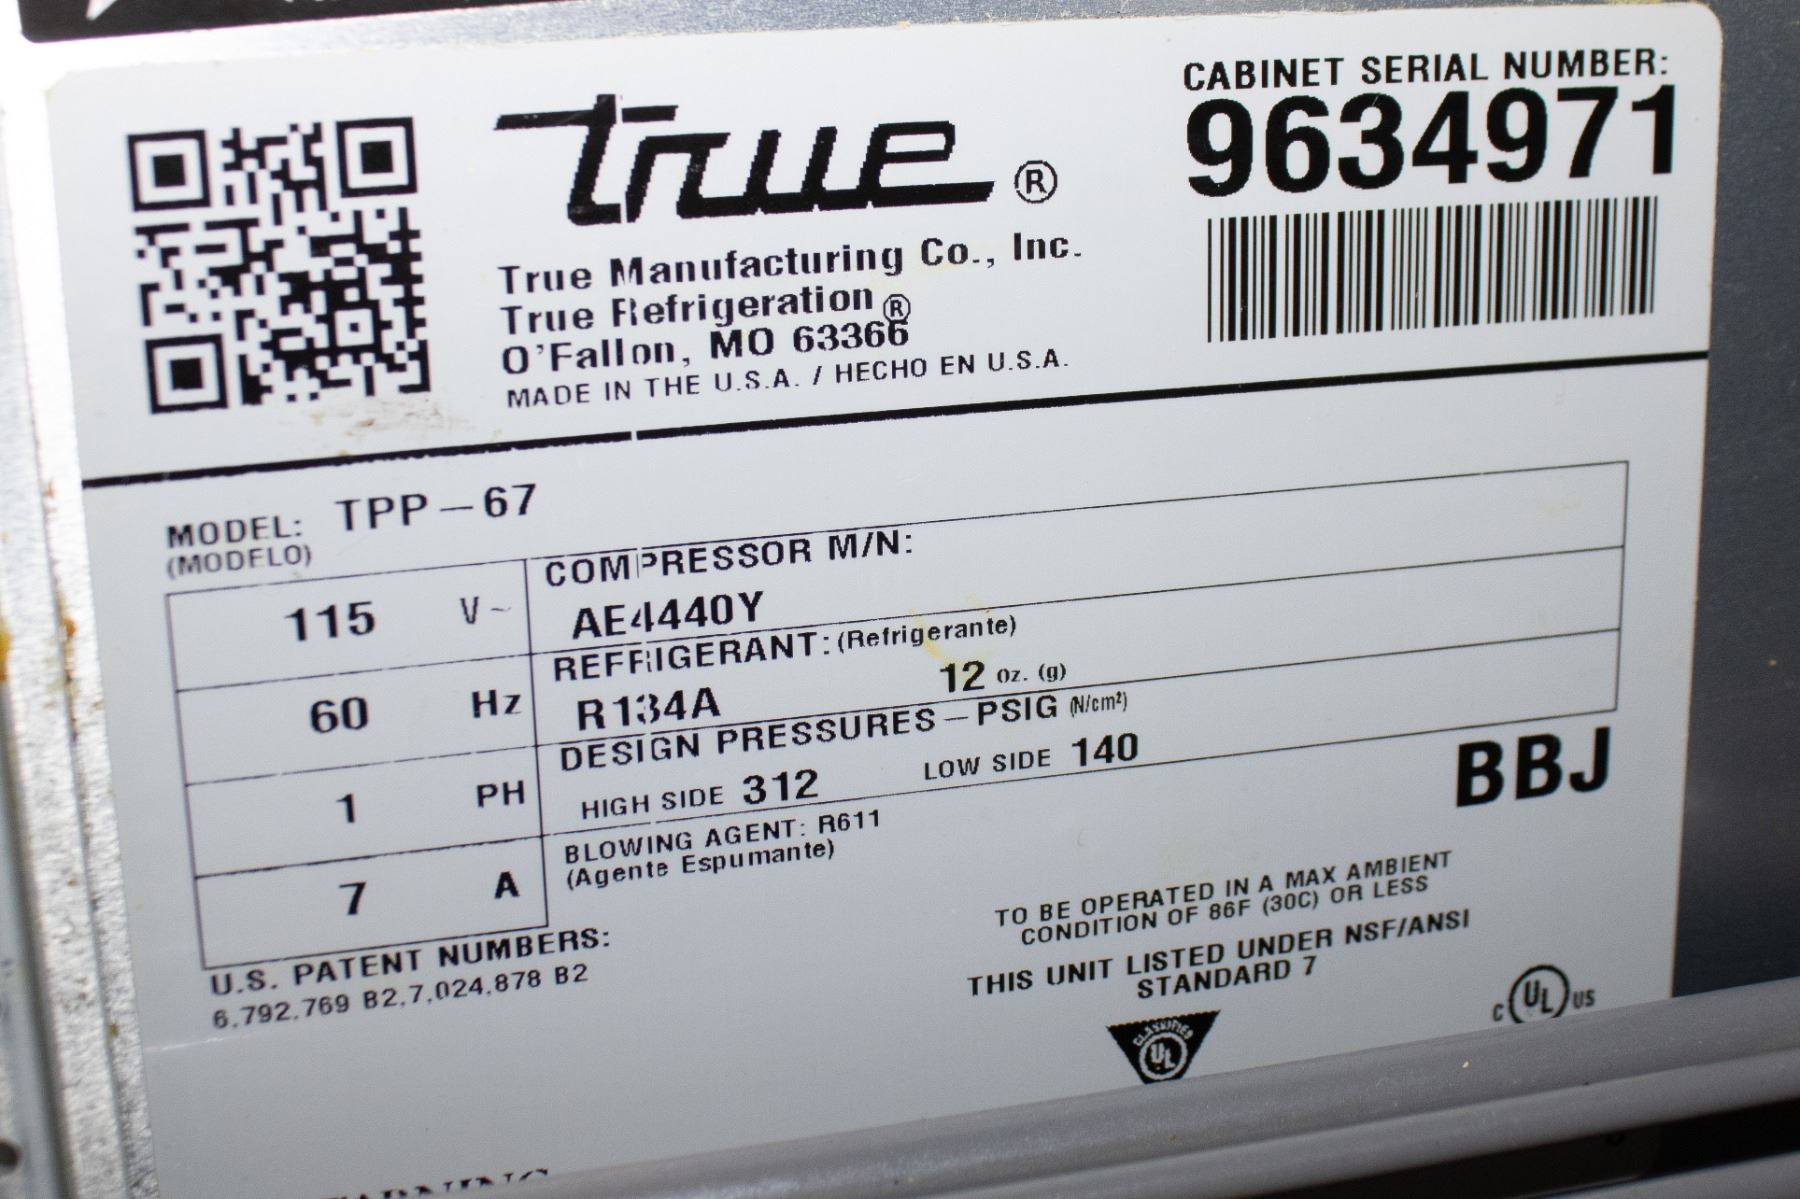 true ®
True Manufacturing Co., Inc.
True Refrigeration ®
O'Fallon, MO 63366
MADE IN THE U.S.A. / HECHO EN U.S.A.
CABINET SERIAL NUMBER:
9634971
MODEL: TPP-67
(MODELO)
115 V~
60 Hz
1 PH
7 A
COMPRESSOR M/N:
AE4440Y
REFRIGERANT: (Refrigerante)
R134A 12 oz. (g)
DESIGN PRESSURES - PSIG (N/cm²)
HIGH SIDE 312 LOW SIDE 140
BLOWING AGENT: R611
(Agente Espumante)
BBJ
U.S. PATENT NUMBERS:
6,792,769 B2,7,024,878 B2
TO BE OPERATED IN A MAX AMBIENT
CONDITION OF 86F (30C) OR LESS
THIS UNIT LISTED UNDER NSF/ANSI
STANDARD 7
CLASSIFIED
UL
C UL US